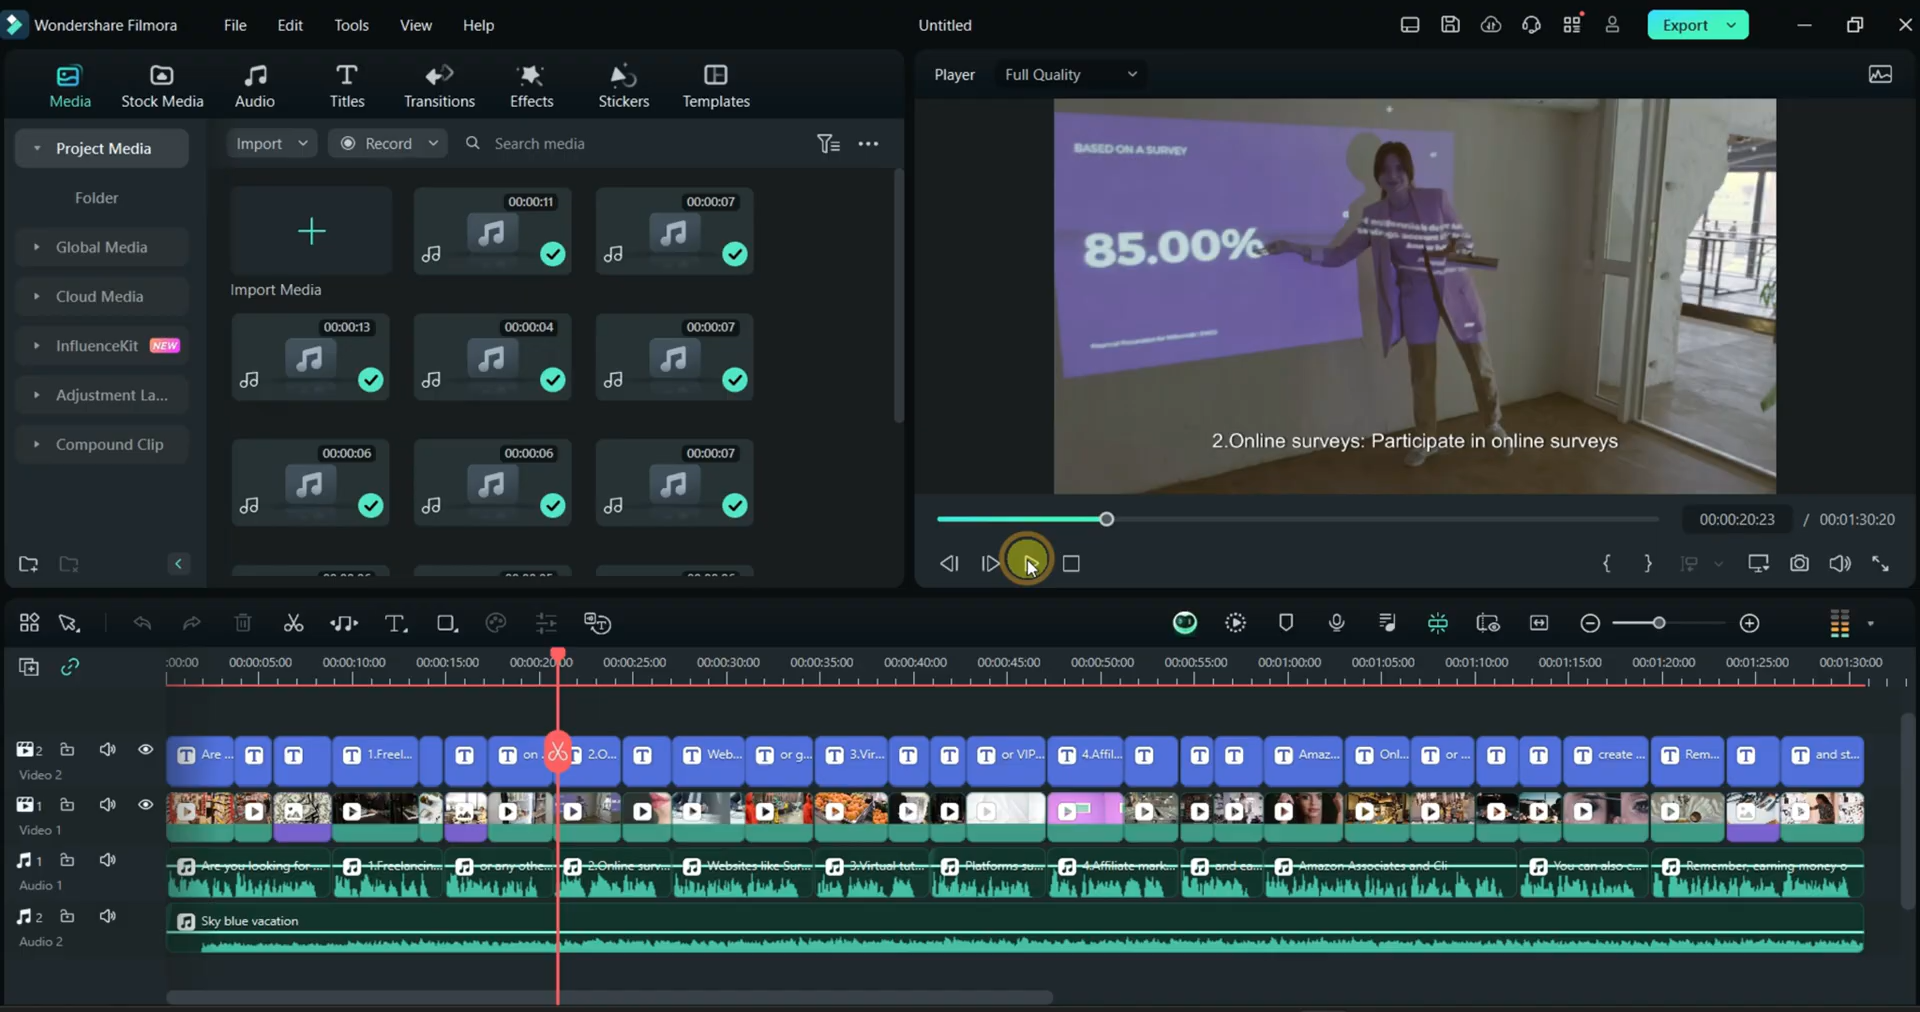 Wondershare Filmora
File
Edit
Tools
View
Help
Untitled
Export
Media
Stock Media
Audio
Titles
Transitions
Effects
Stickers
Templates
Player
Full Quality
Project Media
Folder
Global Media
Cloud Media
InfluenceKit NEW
Adjustment La...
Compound Clip
Import
Record
Search media
00:00:11
00:00:07
Import Media
00:00:13
00:00:04
00:00:07
00:00:06
00:00:06
00:00:07
BASED ON A SURVEY
85.00%
2.Online surveys: Participate in online surveys
00:00:20:23 / 00:01:30:20
:00:00
00:00:05:00
00:00:10:00
00:00:15:00
00:00:20:00
00:00:25:00
00:00:30:00
00:00:35:00
00:00:40:00
00:00:45:00
00:00:50:00
00:00:55:00
00:01:00:00
00:01:05:00
00:01:10:00
00:01:15:00
00:01:20:00
00:01:25:00
00:01:30:00
2
Video 2
Are ...
1.Freel...
on
2.O...
Web...
or g...
3.Vir...
or VIP...
4.Affil...
Amaz...
Onl...
or ...
create ...
Rem...
and st...
1
Video 1
1
Audio 1
Are you looking for ...
1.Freelancin...
or any othe...
2.Online surv...
Websites like Sur...
3.Virtual tut...
Platforms su...
4.Affiliate mark...
and ca...
Amazon Associates and Cli
You can also c...
Remember, earning money o
2
Audio 2
Sky blue vacation